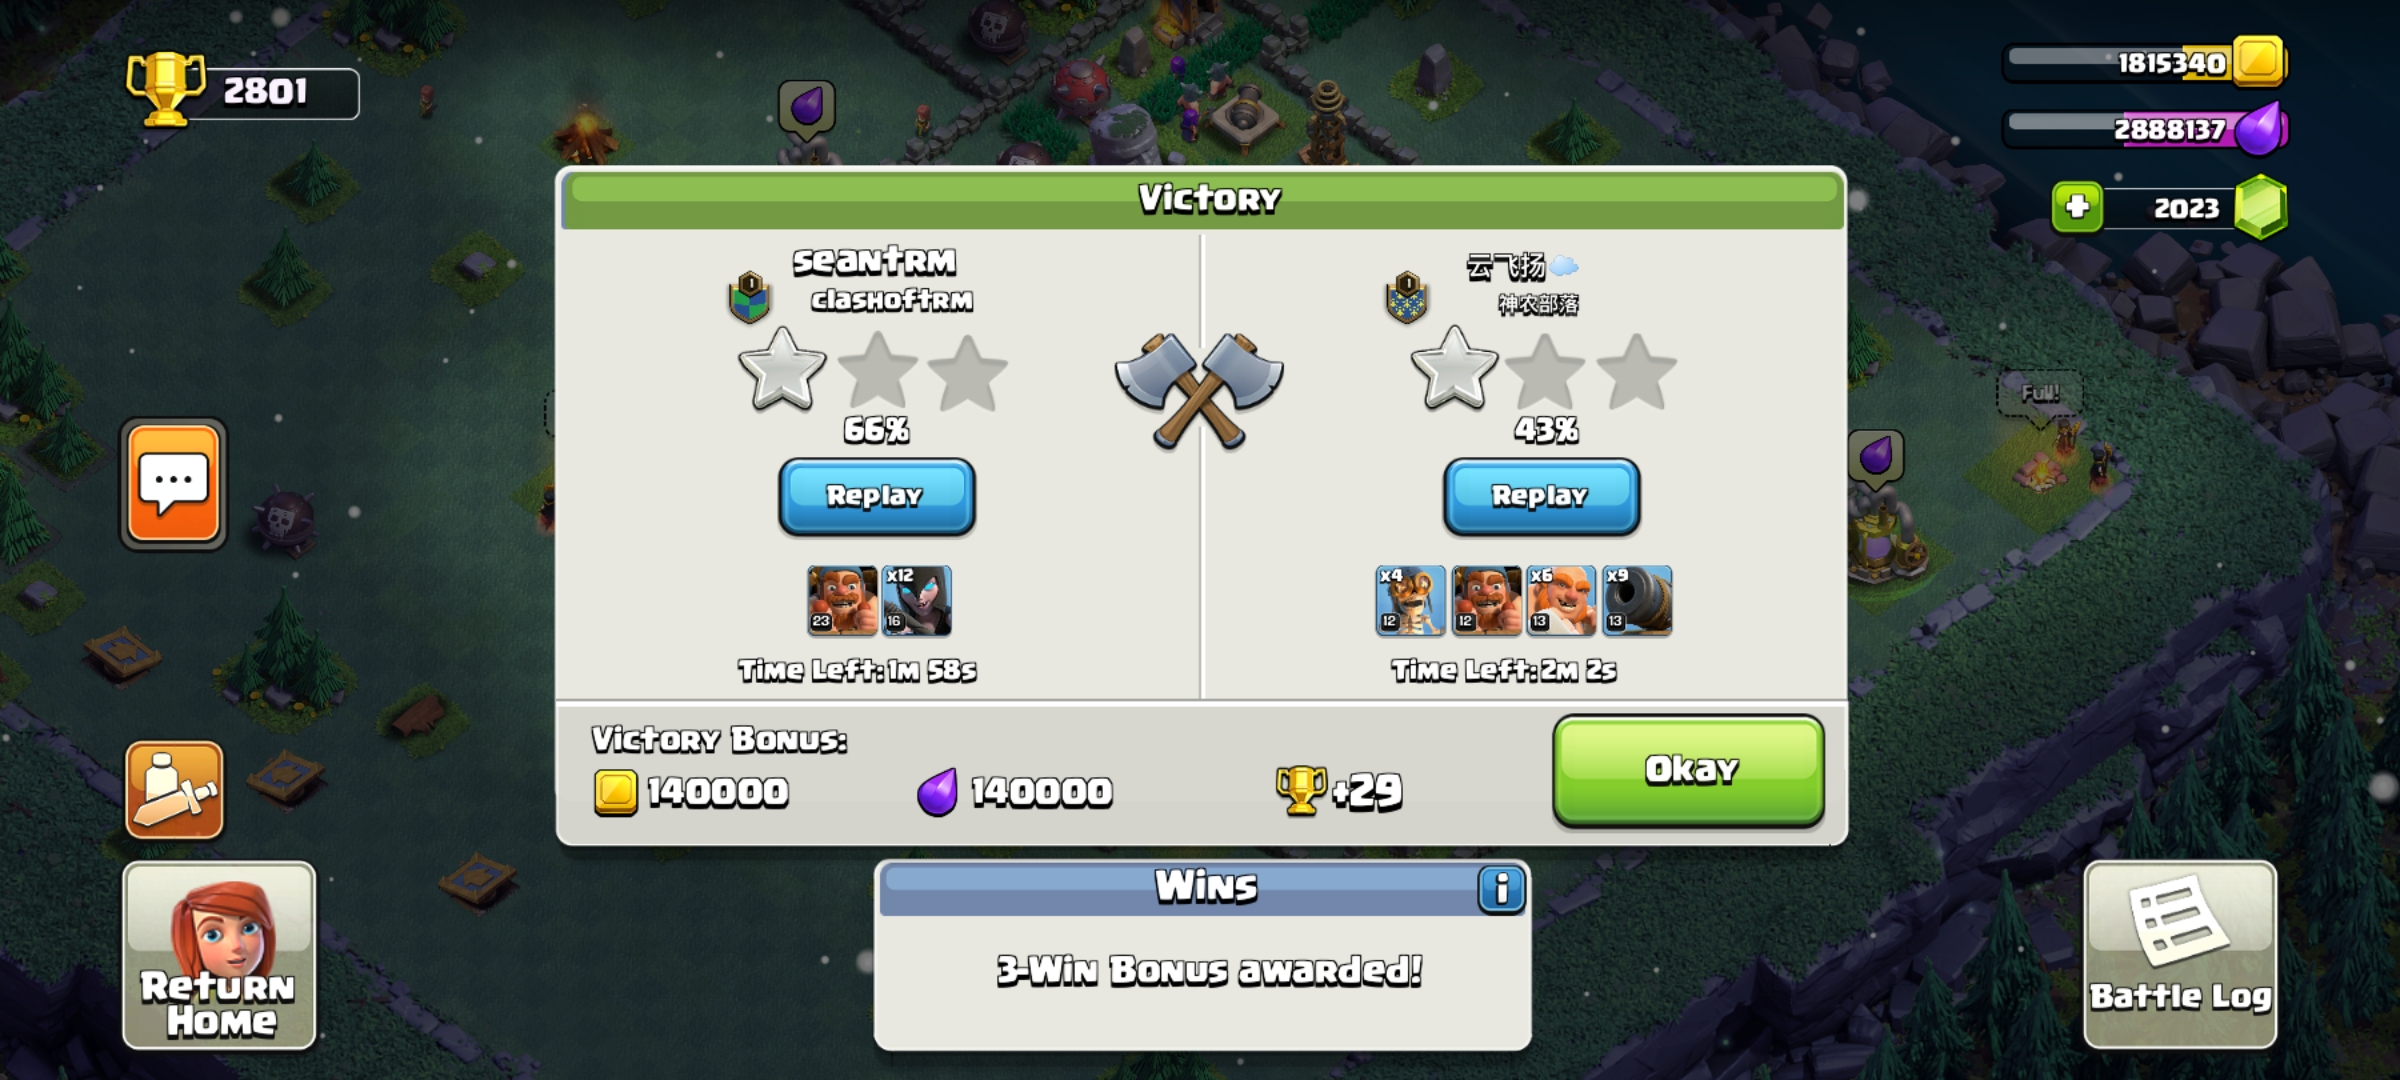 2801
1815340
2888137
2023
Victory
seantrm
clashoftrm
1
66%
Replay
23
x12
16
Time Left:1m 58s
云飞扬☁️
神农部落
1
43%
Replay
x4
12
12
x6
13
x9
13
Time Left:2m 2s
Full!
Victory Bonus:
140000
140000
+29
Okay
Wins
i
3-Win Bonus awarded!
Return
Home
Battle Log